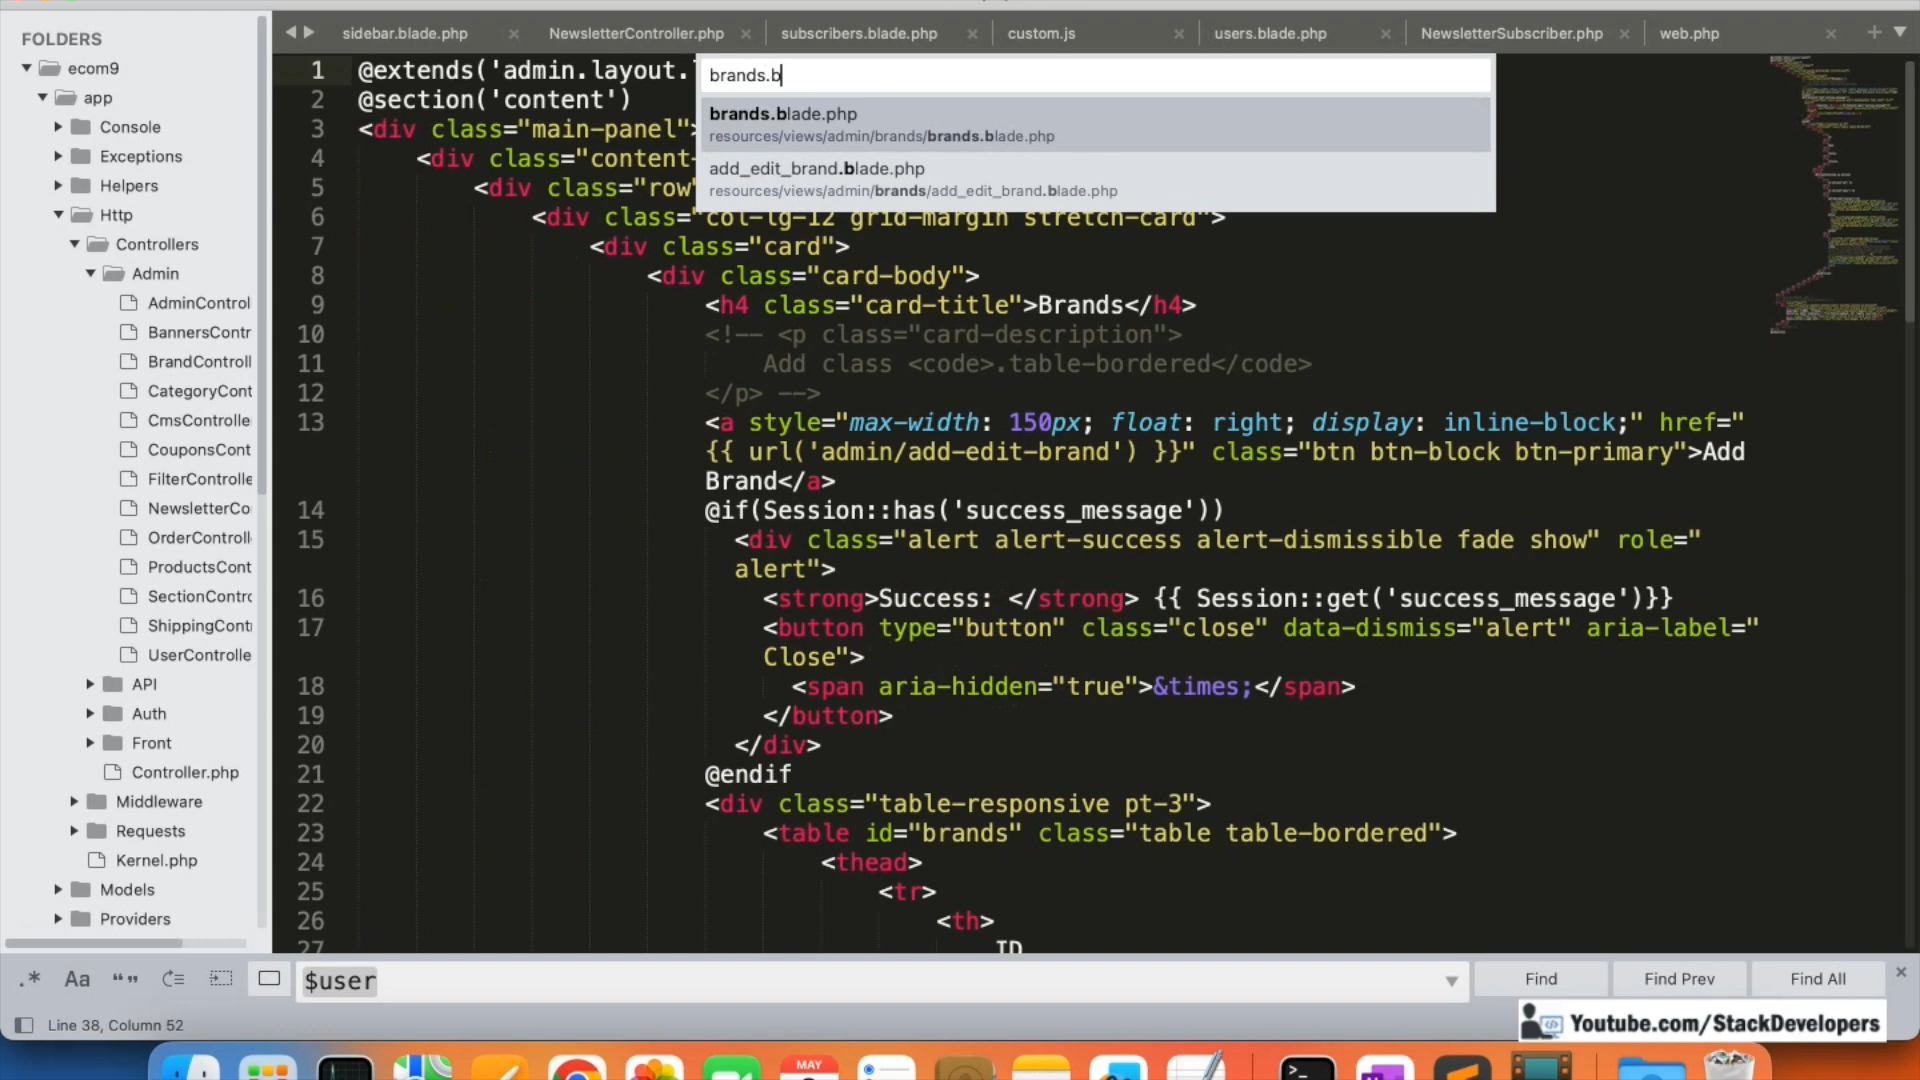 FOLDERS
ecom9
app
Console
Exceptions
Helpers
Http
Controllers
Admin
AdminControl
BannersContr
BrandControll
CategoryCont
CmsControlle
CouponsCont
FilterControlle
NewsletterCo
OrderControll
ProductsCont
SectionContro
ShippingContr
UserControlle
API
Auth
Front
Controller.php
Middleware
Requests
Kernel.php
Models
Providers
sidebar.blade.php NewsletterController.php subscribers.blade.php custom.js users.blade.php NewsletterSubscriber.php web.php
brands.b
brands.blade.php
resources/views/admin/brands/brands.blade.php
add_edit_brand.blade.php
resources/views/admin/brands/add_edit_brand.blade.php
1 @extends('admin.layout.
2 @section('content')
3 <div class="main-panel">
4 <div class="content-
5 <div class="row"
6 <div class="col-lg-12 grid-margin stretch-card">
7 <div class="card">
8 <div class="card-body">
9 <h4 class="card-title">Brands</h4>
10 <!-- <p class="card-description">
11 Add class <code>.table-bordered</code>
12 </p> -->
13 <a style="max-width: 150px; float: right; display: inline-block;" href="
{{ url('admin/add-edit-brand') }}" class="btn btn-block btn-primary">Add
Brand</a>
14 @if(Session::has('success_message'))
15 <div class="alert alert-success alert-dismissible fade show" role="
alert">
16 <strong>Success: </strong> {{ Session::get('success_message')}}
17 <button type="button" class="close" data-dismiss="alert" aria-label="
Close">
18 <span aria-hidden="true">&times;</span>
19 </button>
20 </div>
21 @endif
22 <div class="table-responsive pt-3">
23 <table id="brands" class="table table-bordered">
24 <thead>
25 <tr>
26 <th>
27 ID
.* Aa “” $user Find Find Prev Find All
Line 38, Column 52
Youtube.com/StackDevelopers
MAY